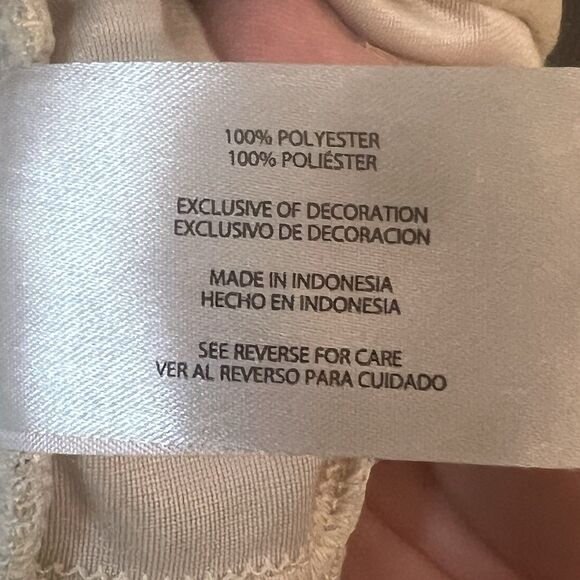 100% POLYESTER
100% POLIÉSTER
EXCLUSIVE OF DECORATION
EXCLUSIVO DE DECORACION
MADE IN INDONESIA
HECHO EN INDONESIA
SEE REVERSE FOR CARE
VER AL REVERSO PARA CUIDADO